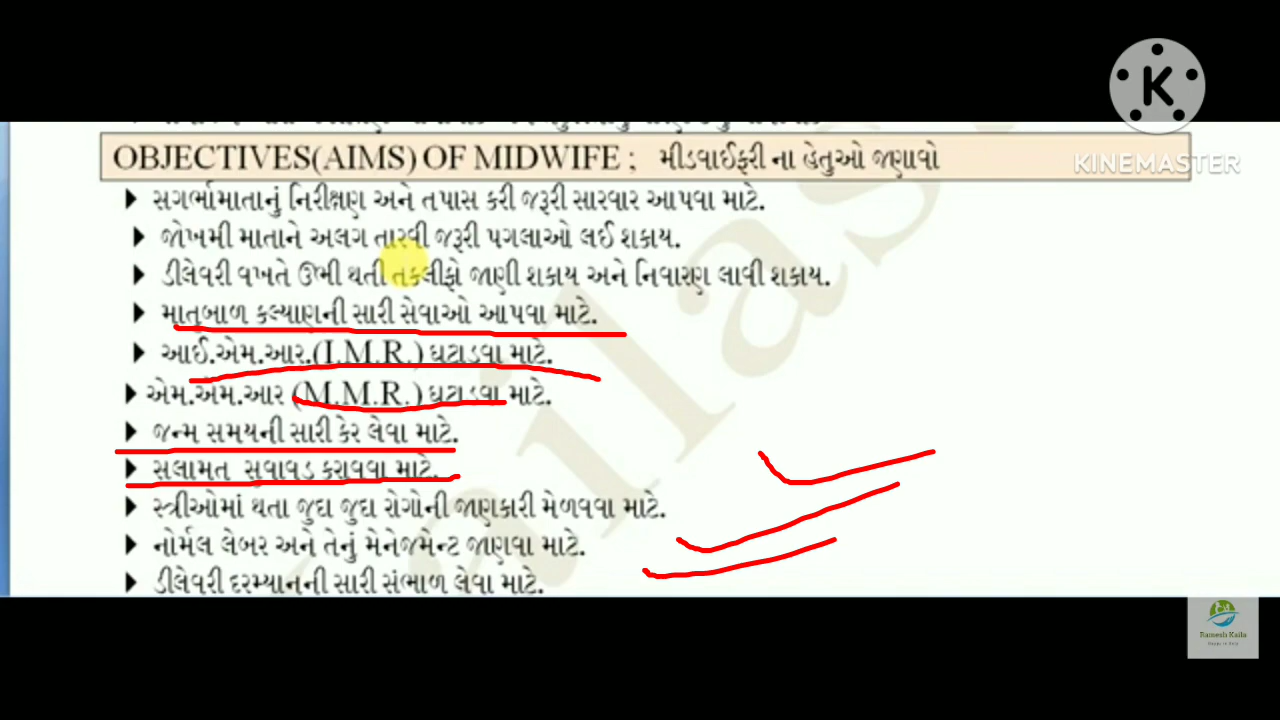 K
KINEMASTER
OBJECTIVES(AIMS) OF MIDWIFE ; મીડવાઈફરી ના હેતુઓ જણાવો
સગર્ભામાતાનું નિરીક્ષણ અને તપાસ કરી જરૂરી સારવાર આપવા માટે.
જોખમી માતાને અલગ તારવી જરૂરી પગલાઓ લઈ શકાય.
ડીલેવરી વખતે ઉભી થતી તકલીફો જાણી શકાય અને નિવારણ લાવી શકાય.
માતૃબાળ કલ્યાણની સારી સેવાઓ આપવા માટે.
આઈ.એમ.આર.(I.M.R.) ઘટાડવા માટે.
એમ.એમ.આર (M.M.R.) ઘટાડવા માટે.
જન્મ સમયની સારી કેર લેવા માટે.
સલામત સુવાવડ કરાવવા માટે.
સ્ત્રીઓમાં થતા જુદા જુદા રોગોની જાણકારી મેળવવા માટે.
નોર્મલ લેબર અને તેનું મેનેજમેન્ટ જાણવા માટે.
ડીલેવરી દરમ્યાનની સારી સંભાળ લેવા માટે.
Ramesh Kaila